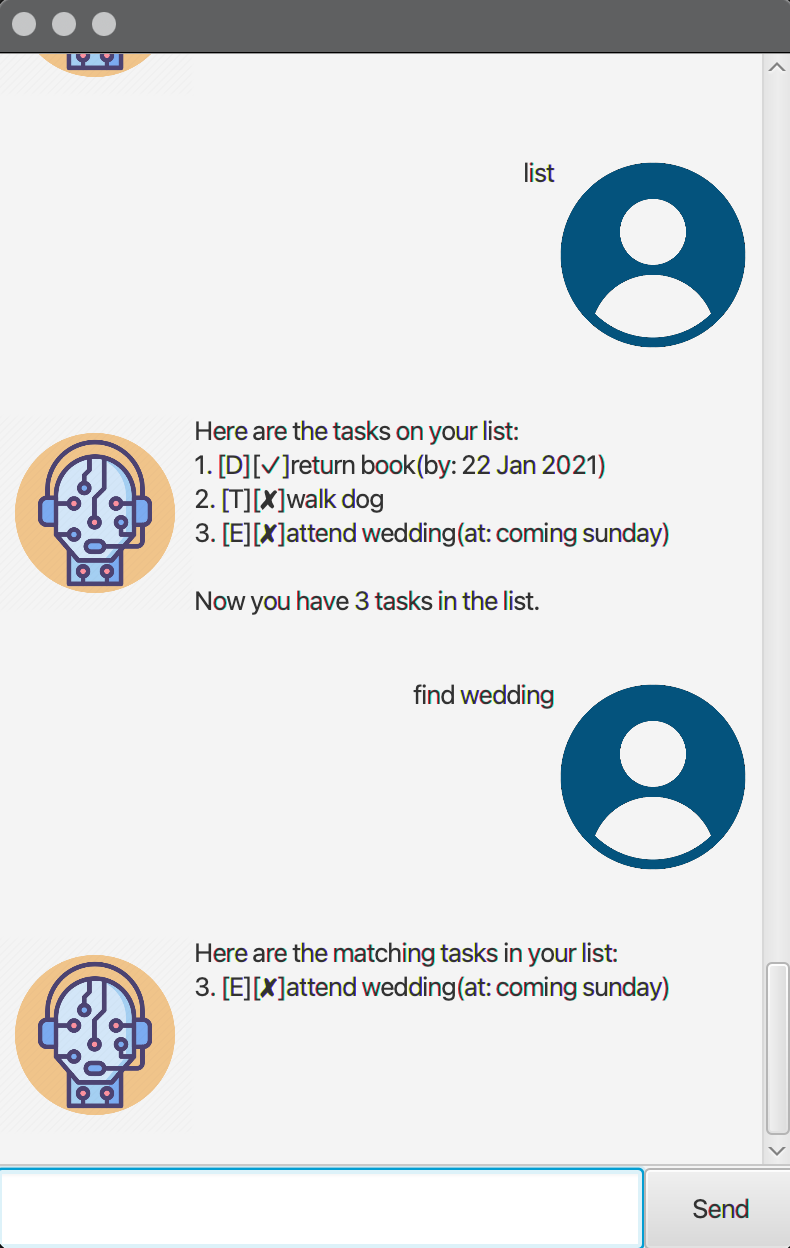 list
Here are the tasks on your list:
1. [D][✓]return book(by: 22 Jan 2021)
2. [T][✘]walk dog
3. [E][✘]attend wedding(at: coming sunday)
Now you have 3 tasks in the list.
find wedding
Here are the matching tasks in your list:
3. [E][✘]attend wedding(at: coming sunday)
Send